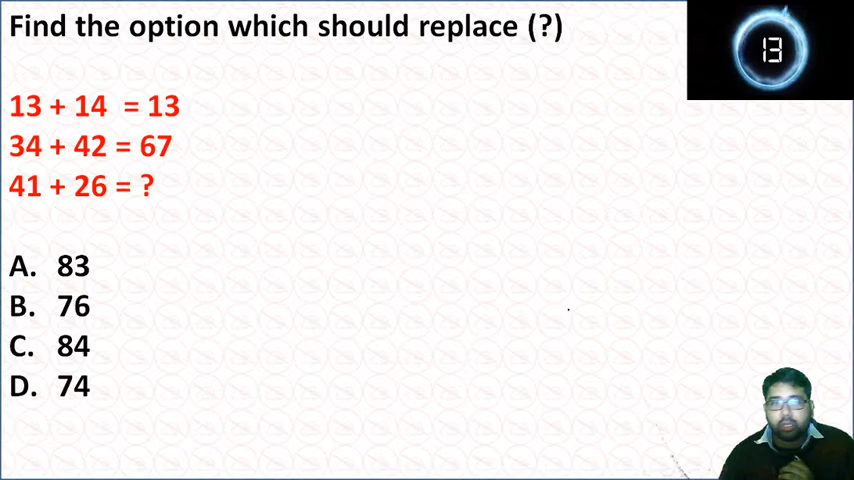 Find the option which should replace (?)
13
13 + 14 = 13
34 + 42 = 67
41 + 26 = ?
A. 83
B. 76
C. 84
D. 74